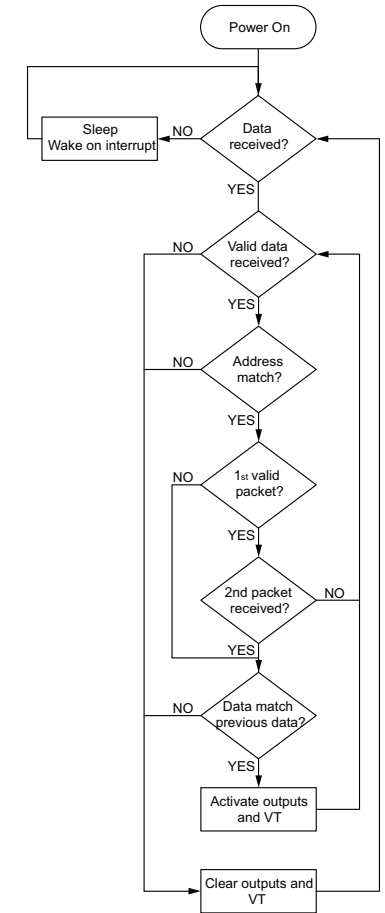 Power On
Data
received?
NO
Sleep
Wake on interrupt
YES
Valid data
received?
NO
YES
Address
match?
NO
YES
1st valid
packet?
NO
YES
2nd packet
received?
NO
YES
Data match
previous data?
NO
YES
Activate outputs
and VT
Clear outputs and
VT